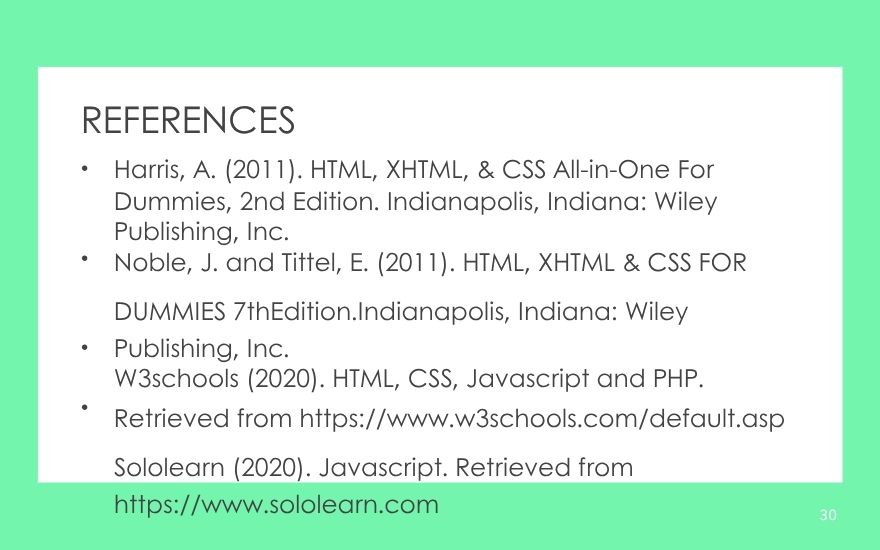 REFERENCES
• Harris, A. (2011). HTML, XHTML, & CSS All-in-One For
Dummies, 2nd Edition. Indianapolis, Indiana: Wiley
Publishing, Inc.
• Noble, J. and Tittel, E. (2011). HTML, XHTML & CSS FOR
DUMMIES 7thEdition.Indianapolis, Indiana: Wiley
• Publishing, Inc.
W3schools (2020). HTML, CSS, Javascript and PHP.
• Retrieved from https://www.w3schools.com/default.asp
Sololearn (2020). Javascript. Retrieved from
https://www.sololearn.com
30